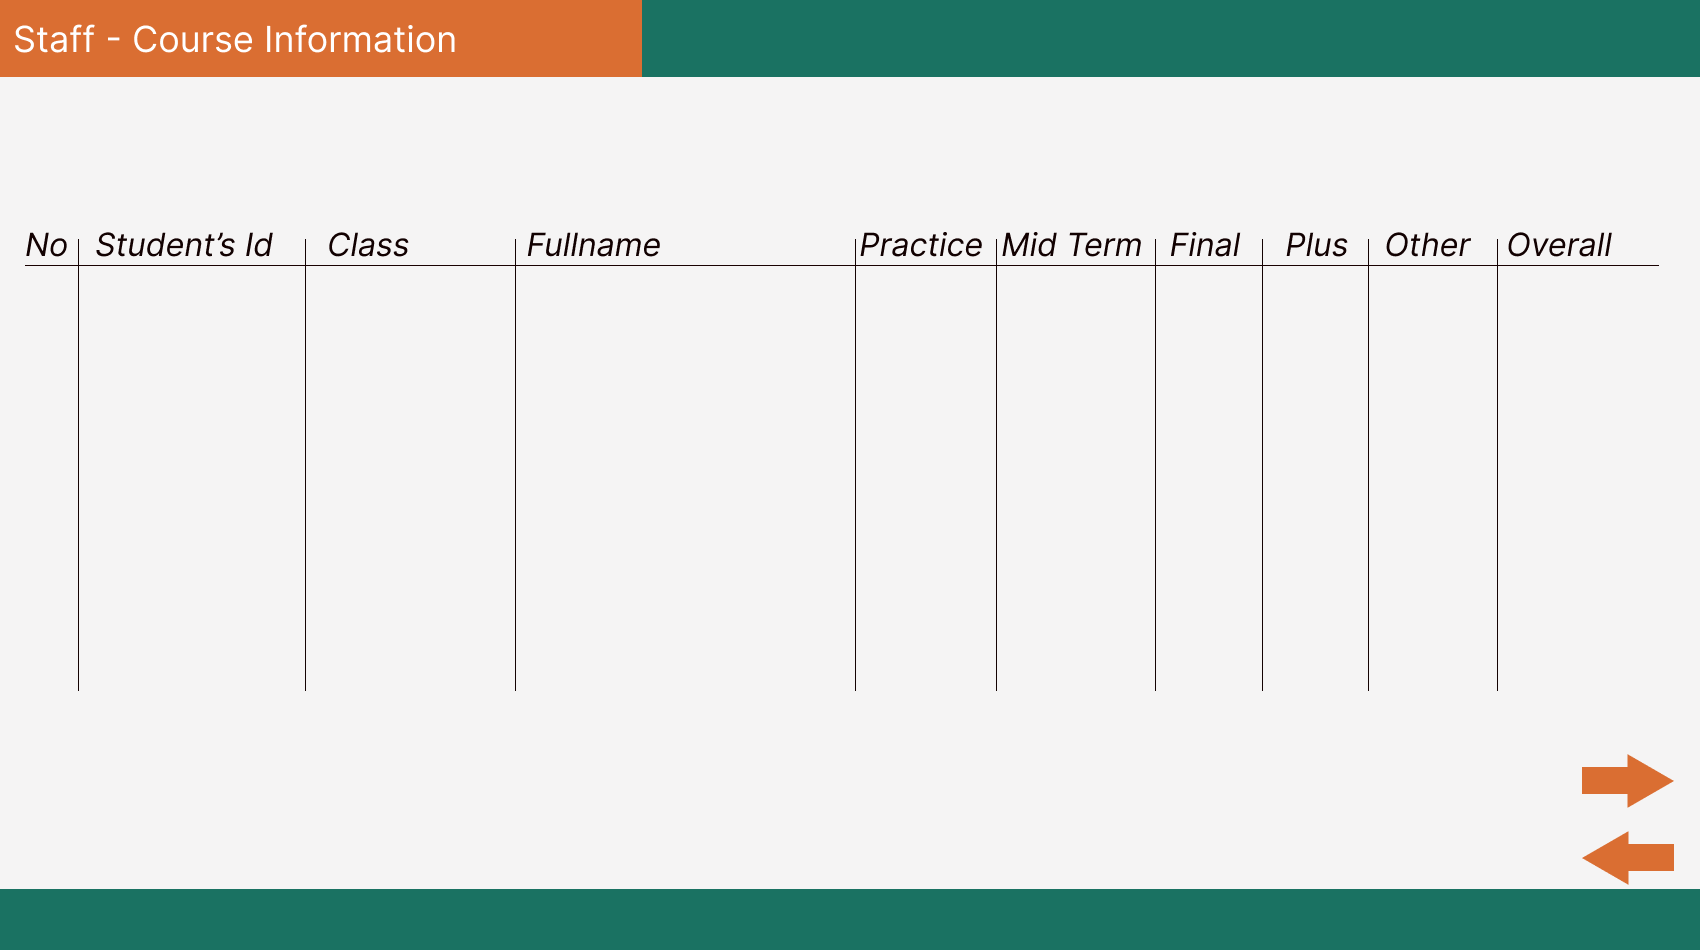 Staff - Course Information
No Student’s Id Class Fullname Practice Mid Term Final Plus Other Overall